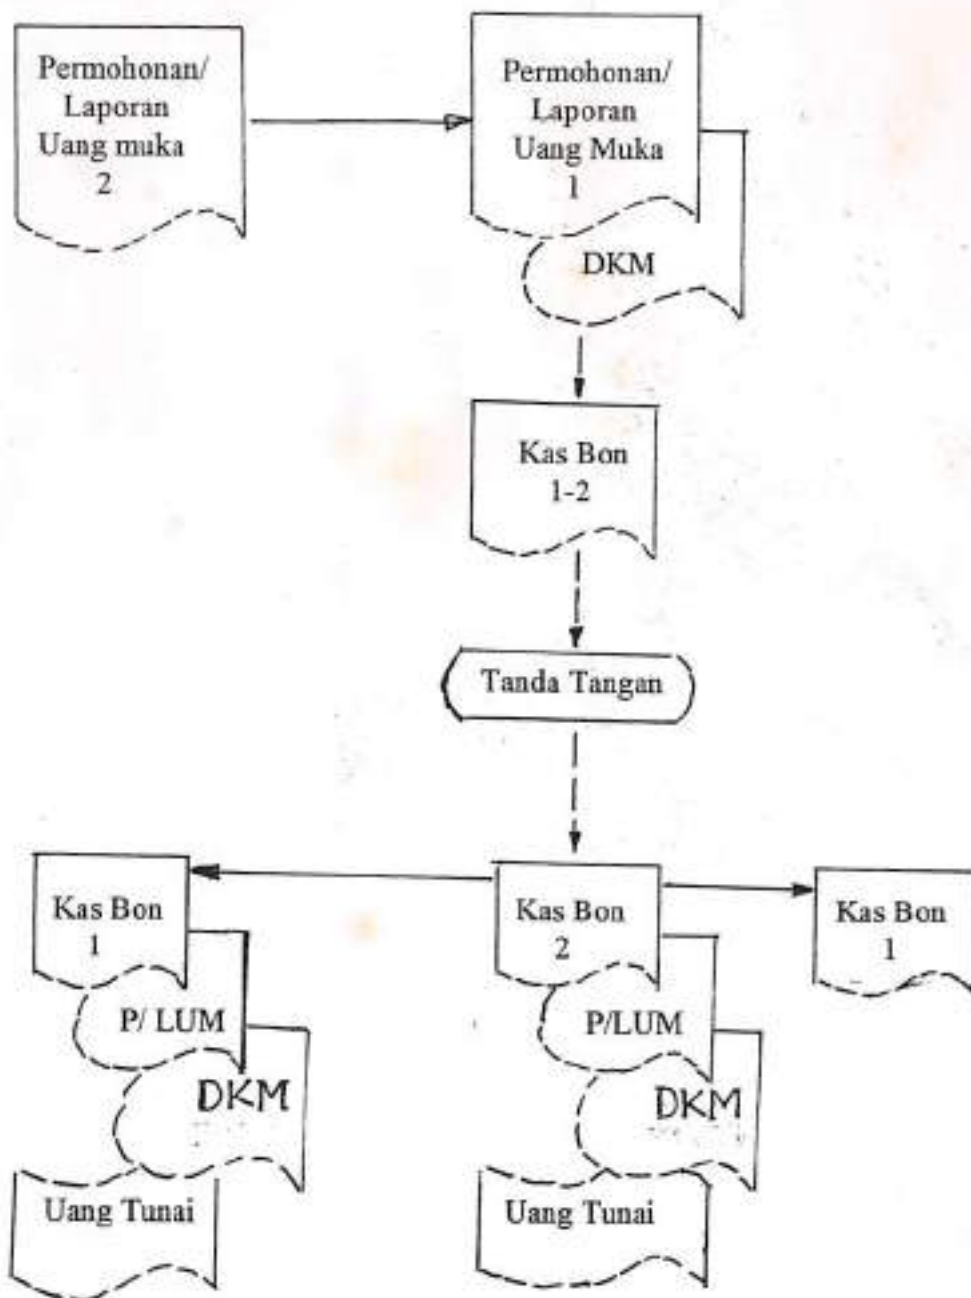 Permohonan/
Laporan
Uang muka
2
Permohonan/
Laporan
Uang Muka
1
DKM
Kas Bon
1-2
Tanda Tangan
Kas Bon
1
P/ LUM
DKM
Uang Tunai
Kas Bon
2
P/LUM
DKM
Uang Tunai
Kas Bon
1